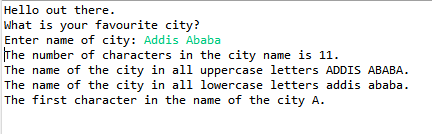 Hello out there.
What is your favourite city?
Enter name of city: Addis Ababa
The number of characters in the city name is 11.
The name of the city in all uppercase letters ADDIS ABABA.
The name of the city in all lowercase letters addis ababa.
The first character in the name of the city A.